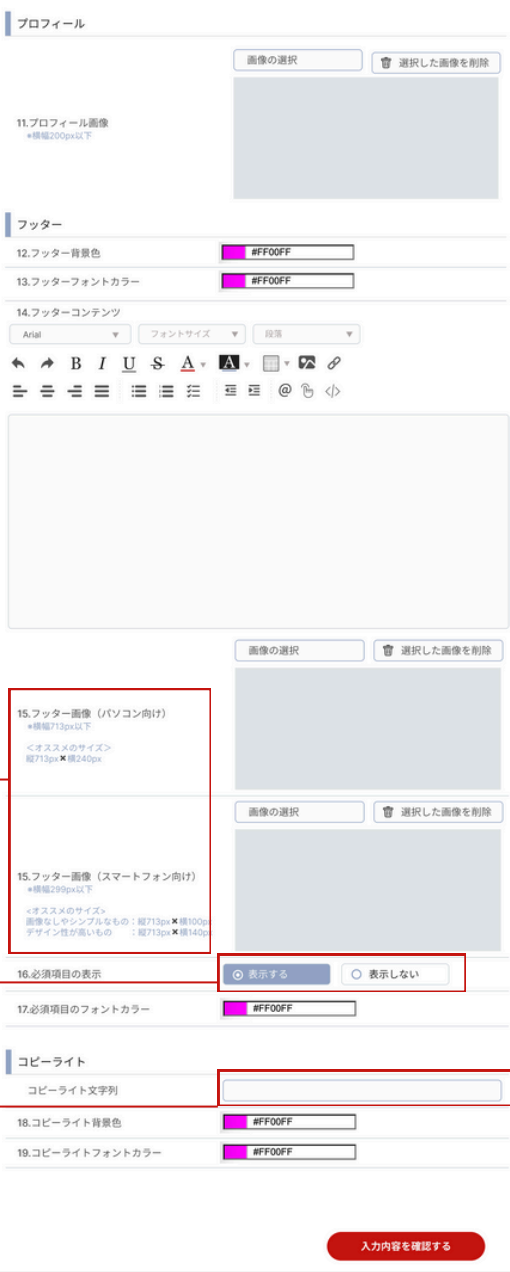 プロフィール
画像の選択
選択した画像を削除
11.プロフィール画像
*横幅200px以下
フッター
12.フッター背景色
#FF00FF
13.フッターフォントカラー
#FF00FF
14.フッターコンテンツ
Arial
フォントサイズ
段落
B I U S A A
@ </>
画像の選択
選択した画像を削除
15.フッター画像（パソコン向け）
*横幅713px以下
＜オススメのサイズ＞
縦713px✖横240px
画像の選択
選択した画像を削除
15.フッター画像（スマートフォン向け）
*横幅299px以下
<オススメのサイズ>
画像なしやシンプルなもの：縦713px✖横100px
デザイン性が高いもの　　：縦713px✖横140px
16.必須項目の表示
表示する
表示しない
17.必須項目のフォントカラー
#FF00FF
コピーライト
コピーライト文字列
18.コピーライト背景色
#FF00FF
19.コピーライトフォントカラー
#FF00FF
入力内容を確認する